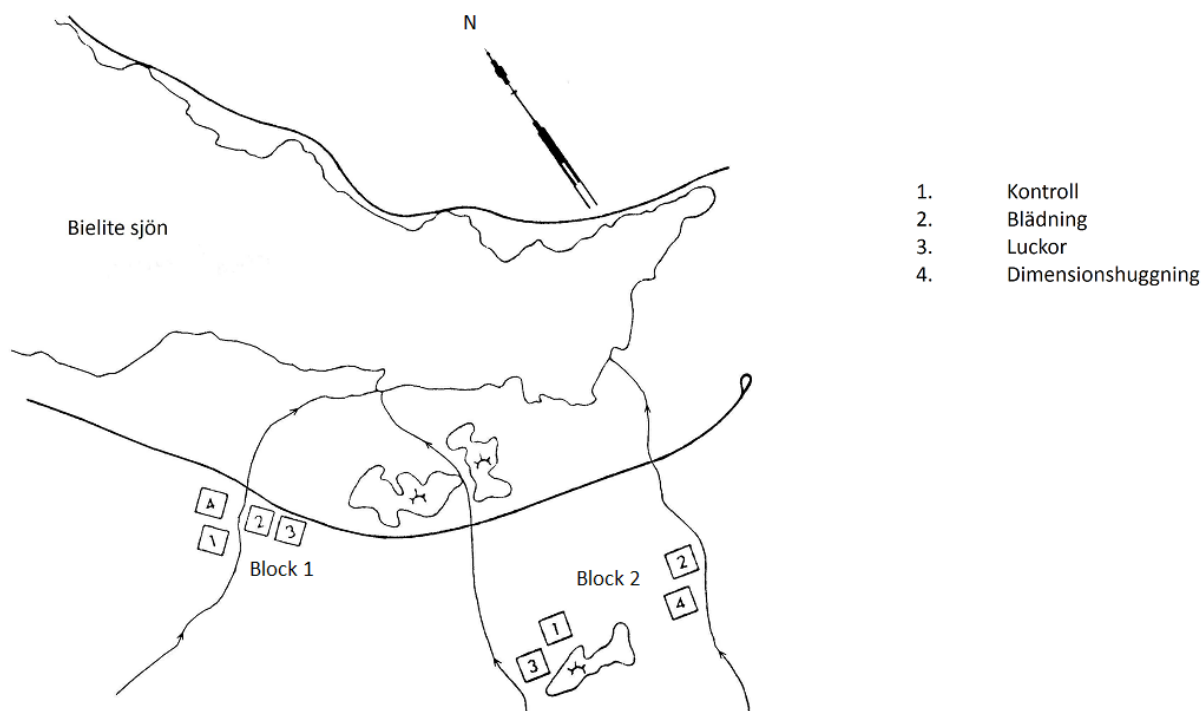 N
Bielite sjön
1. Kontroll
2. Blädning
3. Luckor
4. Dimensionshuggning
4
2
3
1
Block 1
Block 2
2
4
1
3